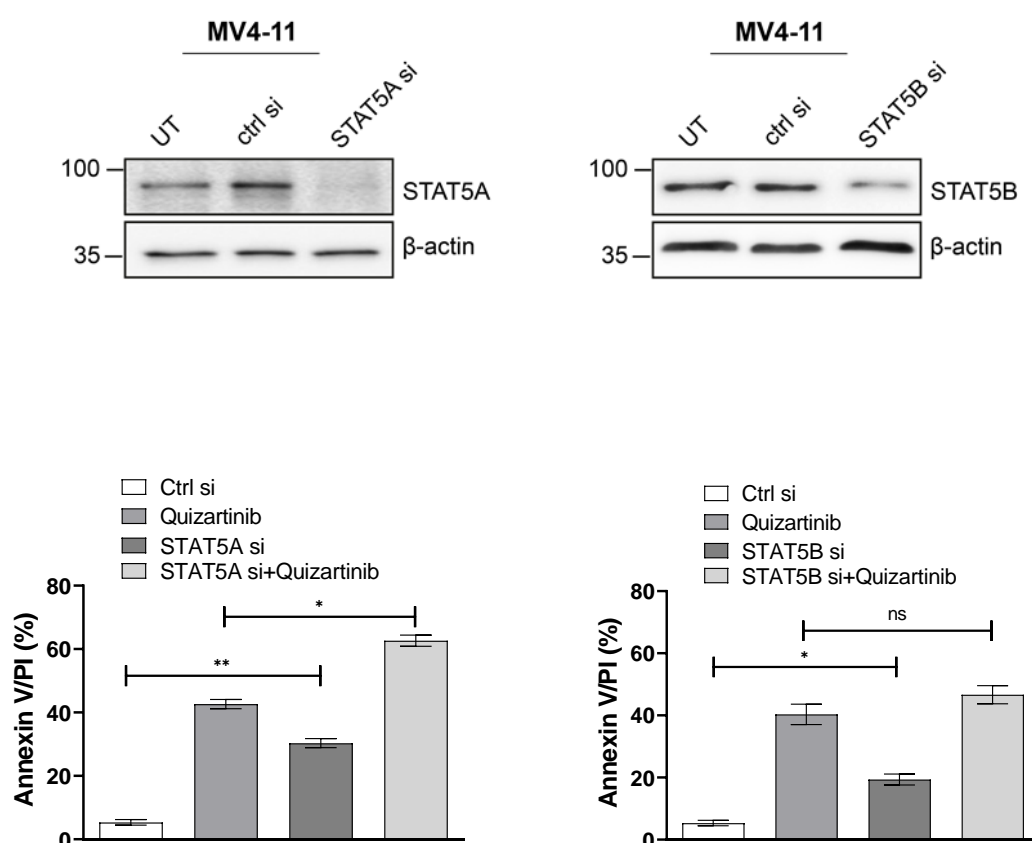 MV4-11
UT
ctrl si
STAT5A si
100
STAT5A
35
β-actin
MV4-11
UT
ctrl si
STAT5B si
100
STAT5B
35
β-actin
Ctrl si
Quizartinib
STAT5A si
STAT5A si+Quizartinib
Annexin V/PI (%)
80
60
40
20
0
*
**
Ctrl si
Quizartinib
STAT5B si
STAT5B si+Quizartinib
Annexin V/PI (%)
80
60
40
20
0
ns
*